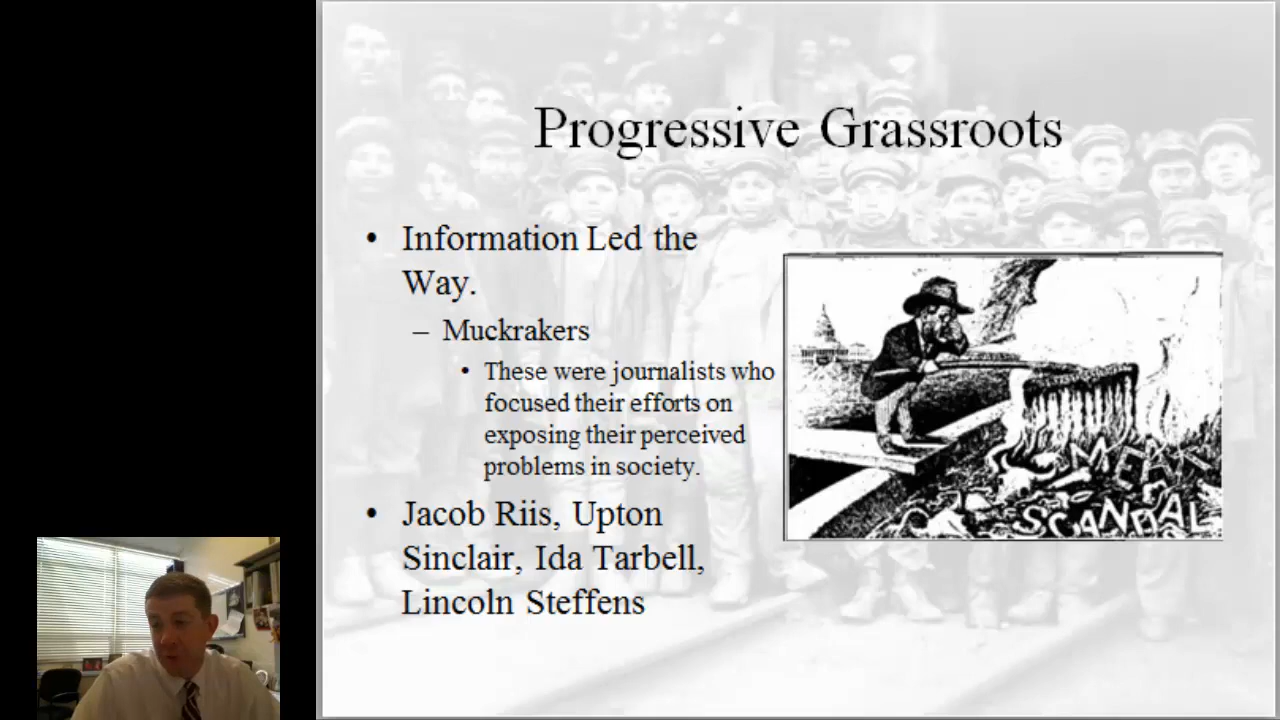 Progressive Grassroots
• Information Led the
Way.
– Muckrakers
• These were journalists who
focused their efforts on
exposing their perceived
problems in society.
• Jacob Riis, Upton
Sinclair, Ida Tarbell,
Lincoln Steffens
MEAT
SCANDAL